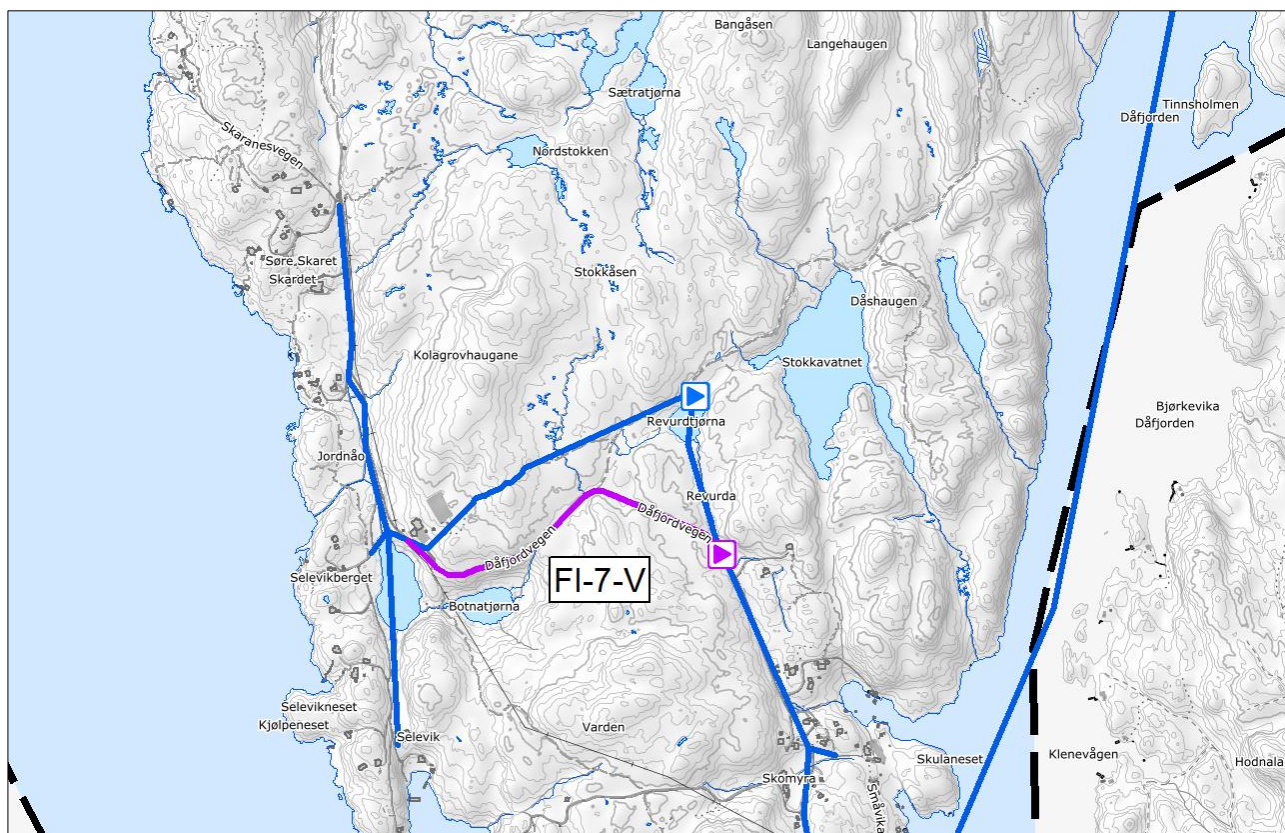 Bangåsen
Langehaugen
Sætratjørna
Tinnsholmen
Dåfjorden
Skaranesvegen
Nordstokken
Søre Skaret
Skardet
Stokkåsen
Dåshaugen
Kolagrovhaugane
Stokkavatnet
Revurdtjørna
Bjørkevika
Dåfjorden
Jordnåo
Revurda
Dåfjordvegen
Dåfjordvegen
Selevikberget
FI-7-V
Botnatjørna
Selevikneset
Kjølpeneset
Varden
Selevik
Skulaneset
Klenevågen
Hodnala
Skomyra
Småvika